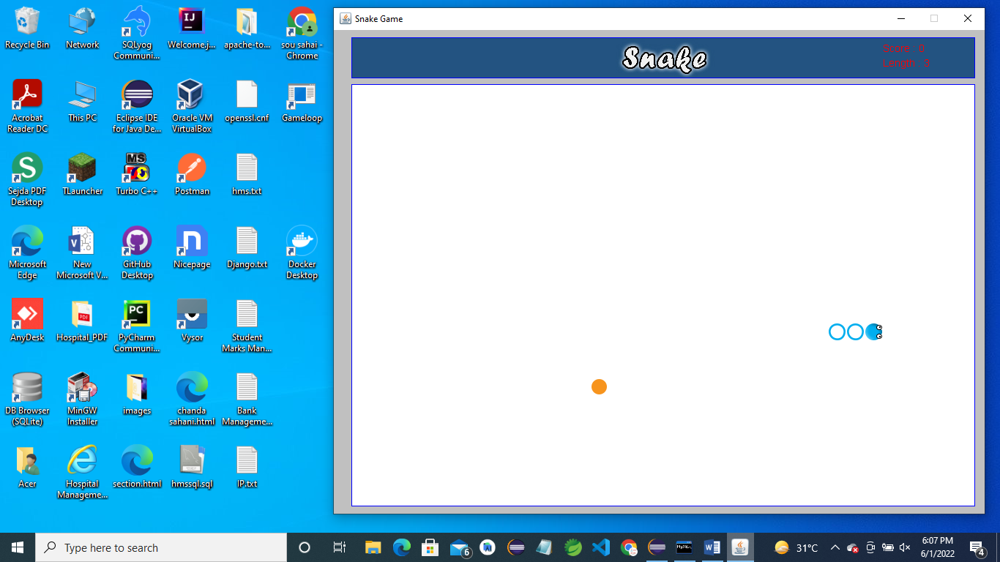 Recycle Bin
Network
SQLyog
Communi...
Welcome.j...
apache-to...
sou sahai -
Chrome
Acrobat
Reader DC
This PC
Eclipse IDE
for Java De...
Oracle VM
VirtualBox
openssl.cnf
Gameloop
Sejda PDF
Desktop
TLauncher
Turbo C++
Postman
hms.txt
Microsoft
Edge
New
Microsoft V...
GitHub
Desktop
Nicepage
Django.txt
Docker
Desktop
AnyDesk
Hospital_PDF
PyCharm
Communi...
Vysor
Student
Marks Man...
DB Browser
(SQLite)
MinGW
Installer
images
chanda
sahani.html
Bank
Manageme...
Acer
Hospital
Manageme...
section.html
hmssql.sql
IP.txt
Snake Game
Snake
Type here to search
31°C
6:07 PM
6/1/2022